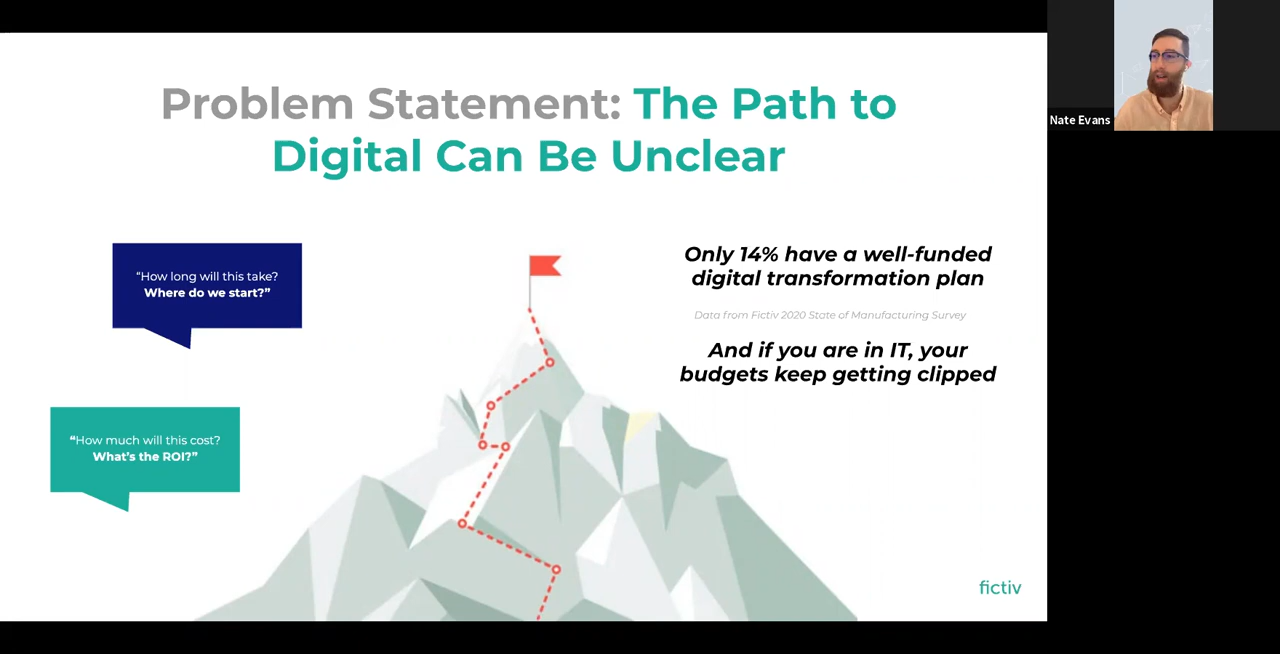 Problem Statement: The Path to
Digital Can Be Unclear
“How long will this take?
Where do we start?”
“How much will this cost?
What’s the ROI?”
Only 14% have a well-funded
digital transformation plan
Data from Fictiv 2020 State of Manufacturing Survey
And if you are in IT, your
budgets keep getting clipped
fictiv
Nate Evans